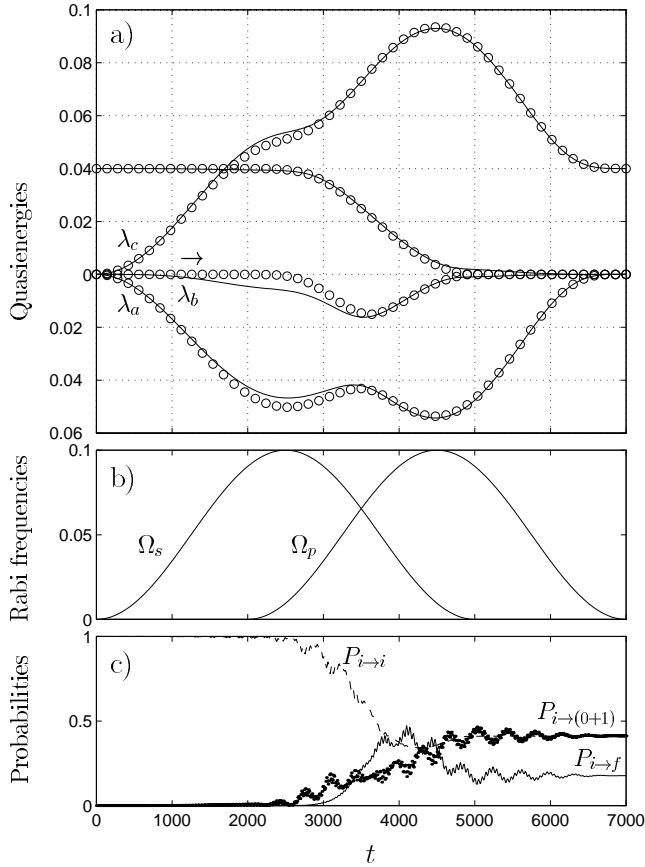 a)
0.1
0.08
0.06
0.04
0.02
0
0.02
0.04
0.06
Quasienergies
λc
λa
→
λb
b)
0.1
0.05
0
Rabi frequencies
Ωs
Ωp
c)
1
0.5
0
Probabilities
Pi→i
Pi→(0+1)
Pi→f
0 1000 2000 3000 4000 5000 6000 7000
t